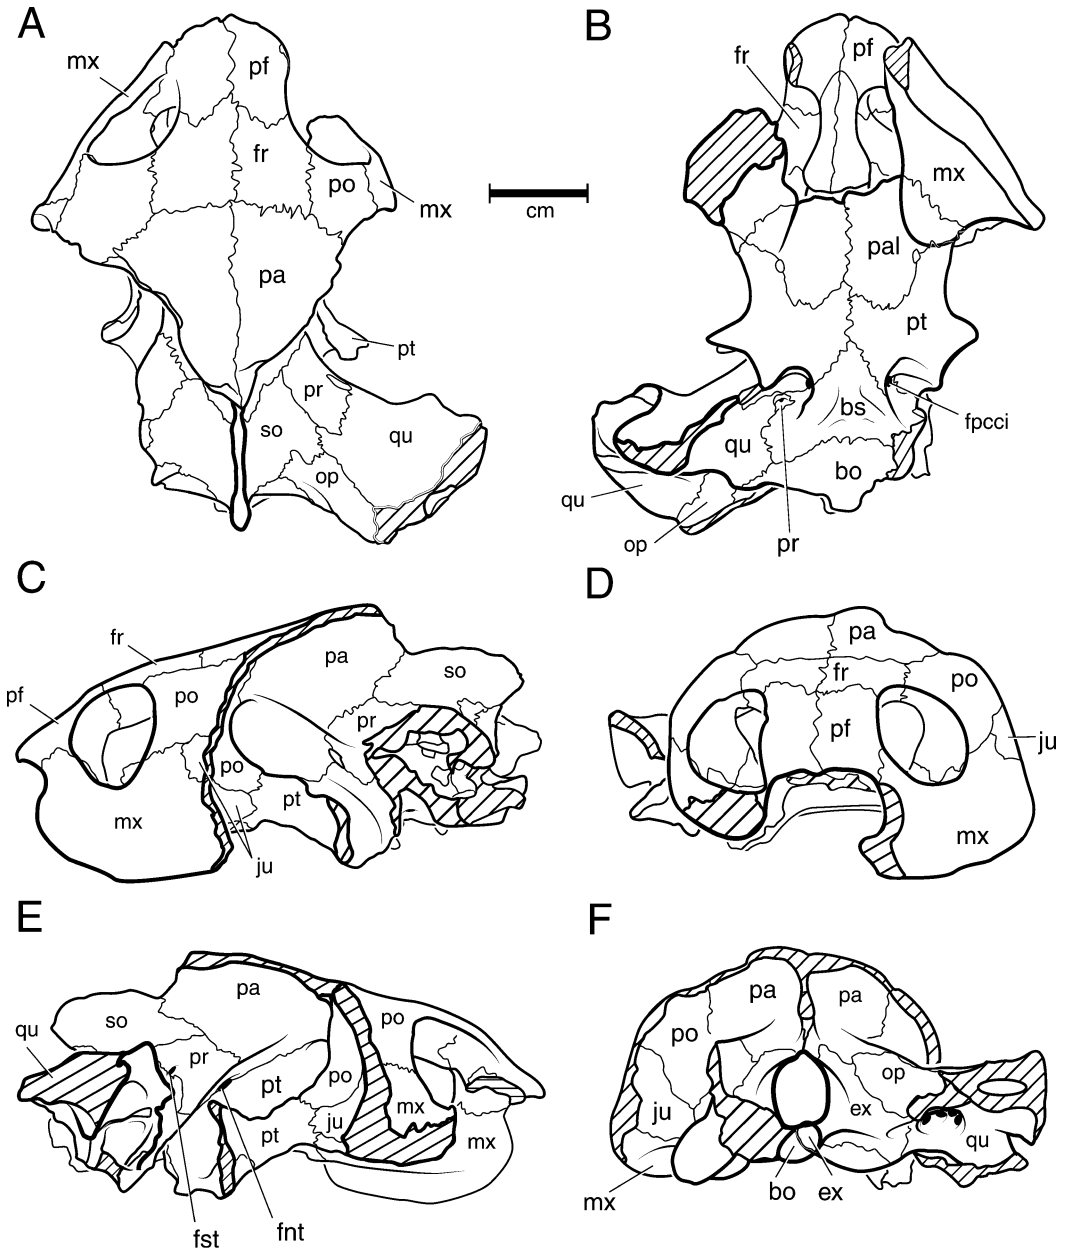 A
mx
pf
fr
po
mx
pa
pt
pr
so
qu
op
cm
B
fr
pf
mx
pal
pt
fpcci
bs
qu
bo
qu
op
pr
C
fr
pf
po
pa
so
pr
po
pt
mx
ju
D
pa
fr
po
pf
ju
mx
E
pa
so
po
qu
pr
pt
po
mx
ju
pt
mx
fst
fnt
F
pa
pa
po
op
ju
ex
qu
mx
bo
ex